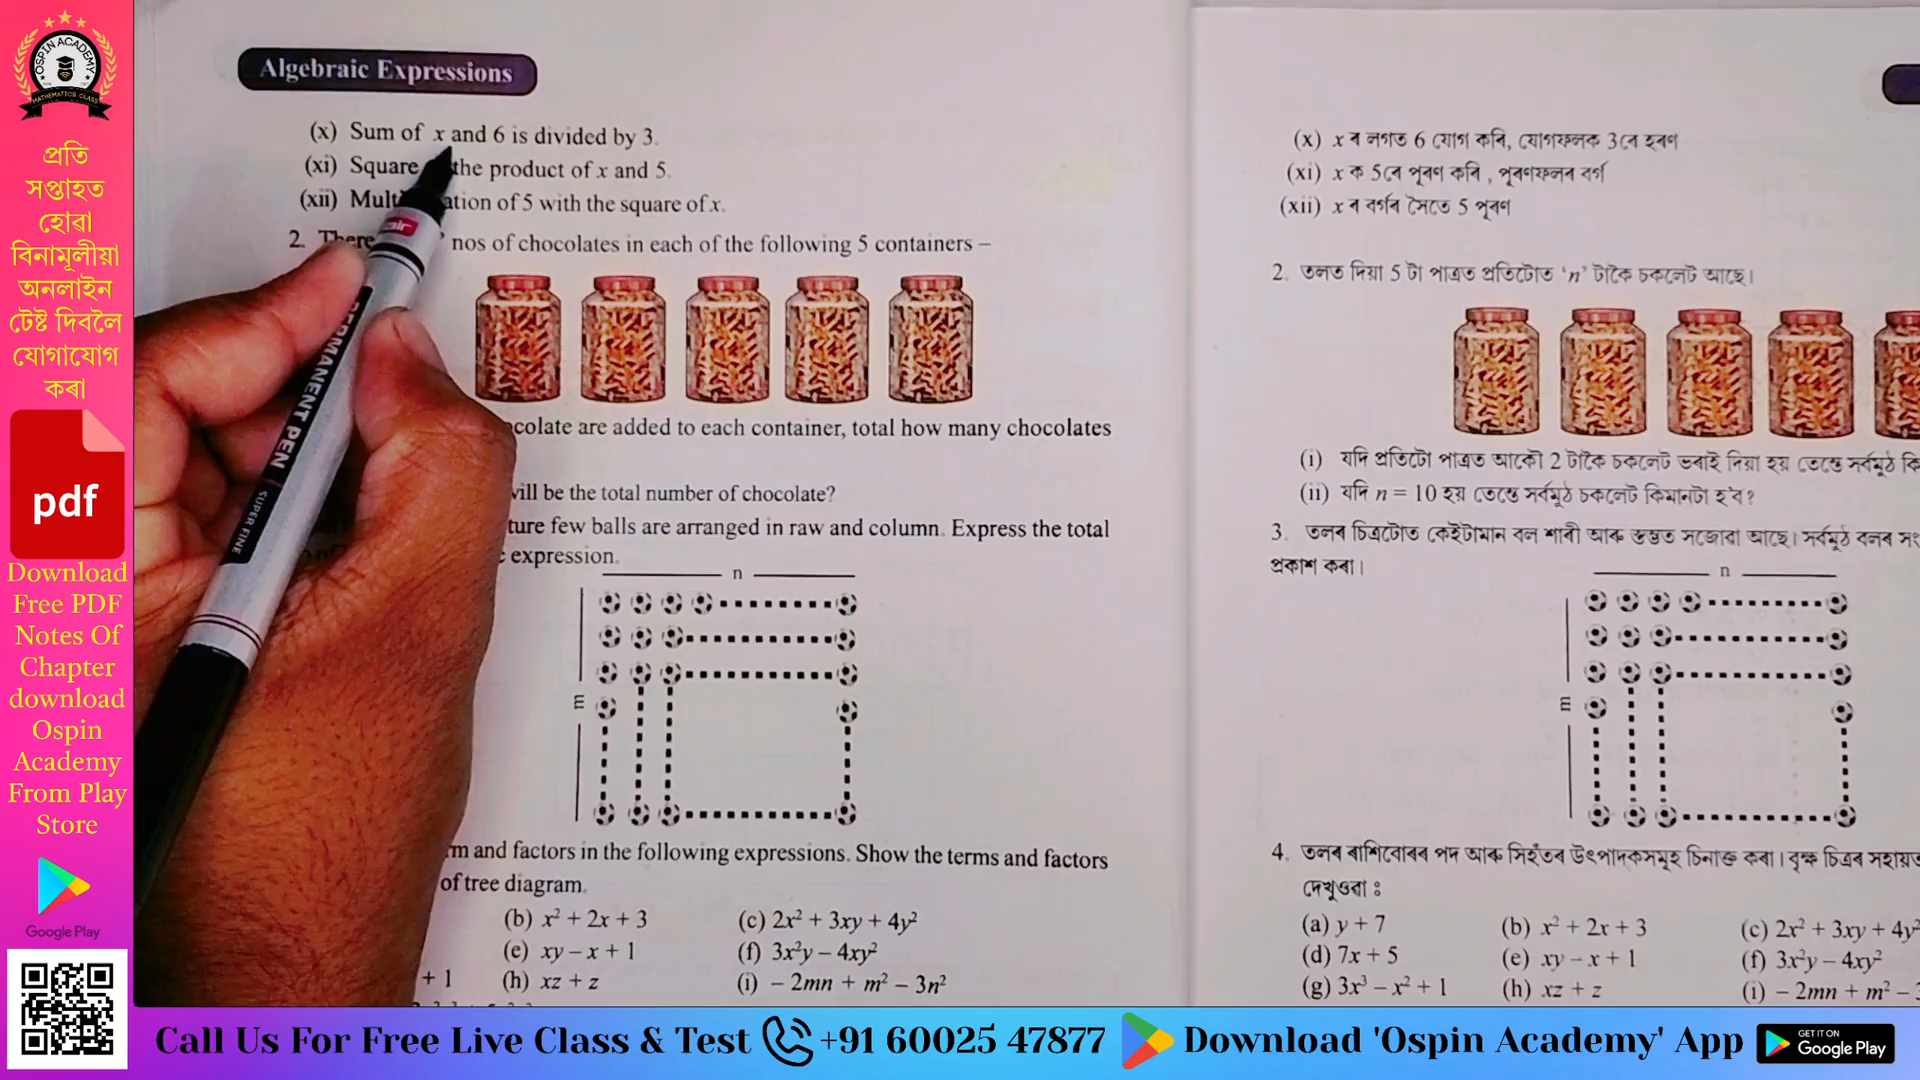 OSPIN ACADEMY
MATHEMATICS CLASS
প্ৰতি
সপ্তাহত
হোৱা
বিনামূলীয়া
অনলাইন
টেষ্ট দিবলৈ
যোগাযোগ
কৰা
pdf
Download
Free PDF
Notes Of
Chapter
download
Ospin
Academy
From Play
Store
Google Play
Algebraic Expressions
(x) Sum of x and 6 is divided by 3.
(xi) Square the product of x and 5.
(xii) Mult ation of 5 with the square of x.
2. There nos of chocolates in each of the following 5 containers –
colate are added to each container, total how many chocolates
will be the total number of chocolate?
ture few balls are arranged in raw and column. Express the total
expression.
n
m
rm and factors in the following expressions. Show the terms and factors
of tree diagram.
(b) x² + 2x + 3 (c) 2x² + 3xy + 4y²
(e) xy – x + 1 (f) 3x²y – 4xy²
+ 1 (h) xz + z (i) – 2mn + m² – 3n²
PERMANENT PEN
SUPER FINE
(x) x ৰ লগত 6 যোগ কৰি, যোগফলক 3ৰে হৰণ
(xi) x ক 5ৰে পূৰণ কৰি , পূৰণফলৰ বৰ্গ
(xii) x ৰ বৰ্গৰ সৈতে 5 পূৰণ
2. তলত দিয়া 5 টা পাত্ৰত প্ৰতিটোত ‘n’ টাকৈ চকলেট আছে।
(i) যদি প্ৰতিটো পাত্ৰত আকৌ 2 টাকৈ চকলেট ভৰাই দিয়া হয় তেন্তে সৰ্বমুঠ কি
(ii) যদি n = 10 হয় তেন্তে সৰ্বমুঠ চকলেট কিমানটা হ’ব ?
3. তলৰ চিত্ৰটোত কেইটামান বল শাৰী আৰু স্তম্ভত সজোৱা আছে। সৰ্বমুঠ বলৰ সং
প্ৰকাশ কৰা।
n
m
4. তলৰ ৰাশিবোৰৰ পদ আৰু সিহঁতৰ উৎপাদকসমূহ চিনাক্ত কৰা। বৃক্ষ চিত্ৰৰ সহায়ত
দেখুওৱা ঃ
(a) y + 7 (b) x² + 2x + 3 (c) 2x² + 3xy + 4y²
(d) 7x + 5 (e) xy – x + 1 (f) 3x²y – 4xy²
(g) 3x³ – x² + 1 (h) xz + z (i) – 2mn + m² –
Call Us For Free Live Class & Test +91 60025 47877 Download 'Ospin Academy' App
GET IT ON
Google Play